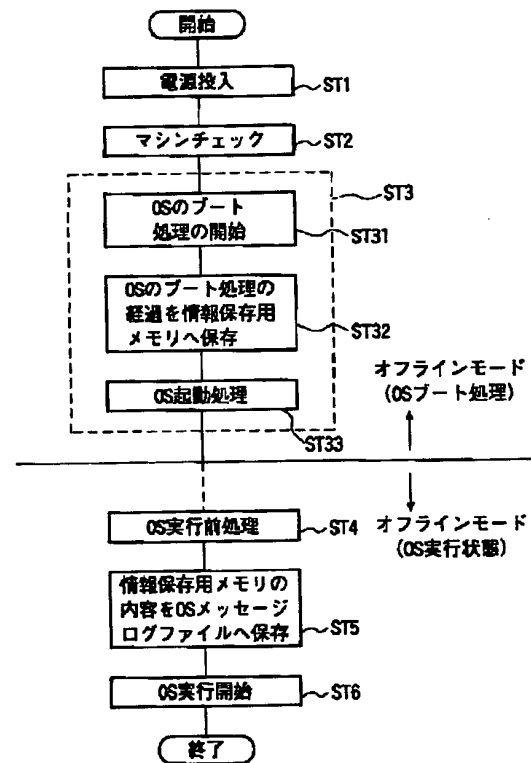 開始
電源投入
ST1
マシンチェック
ST2
ST3
OSのブート
処理の開始
ST31
OSのブート処理の
経過を情報保存用
メモリへ保存
ST32
OS起動処理
ST33
オフラインモード
(OSブート処理)
オフラインモード
(OS実行状態)
OS実行前処理
ST4
情報保存用メモリの
内容をOSメッセージ
ログファイルへ保存
ST5
OS実行開始
ST6
終了